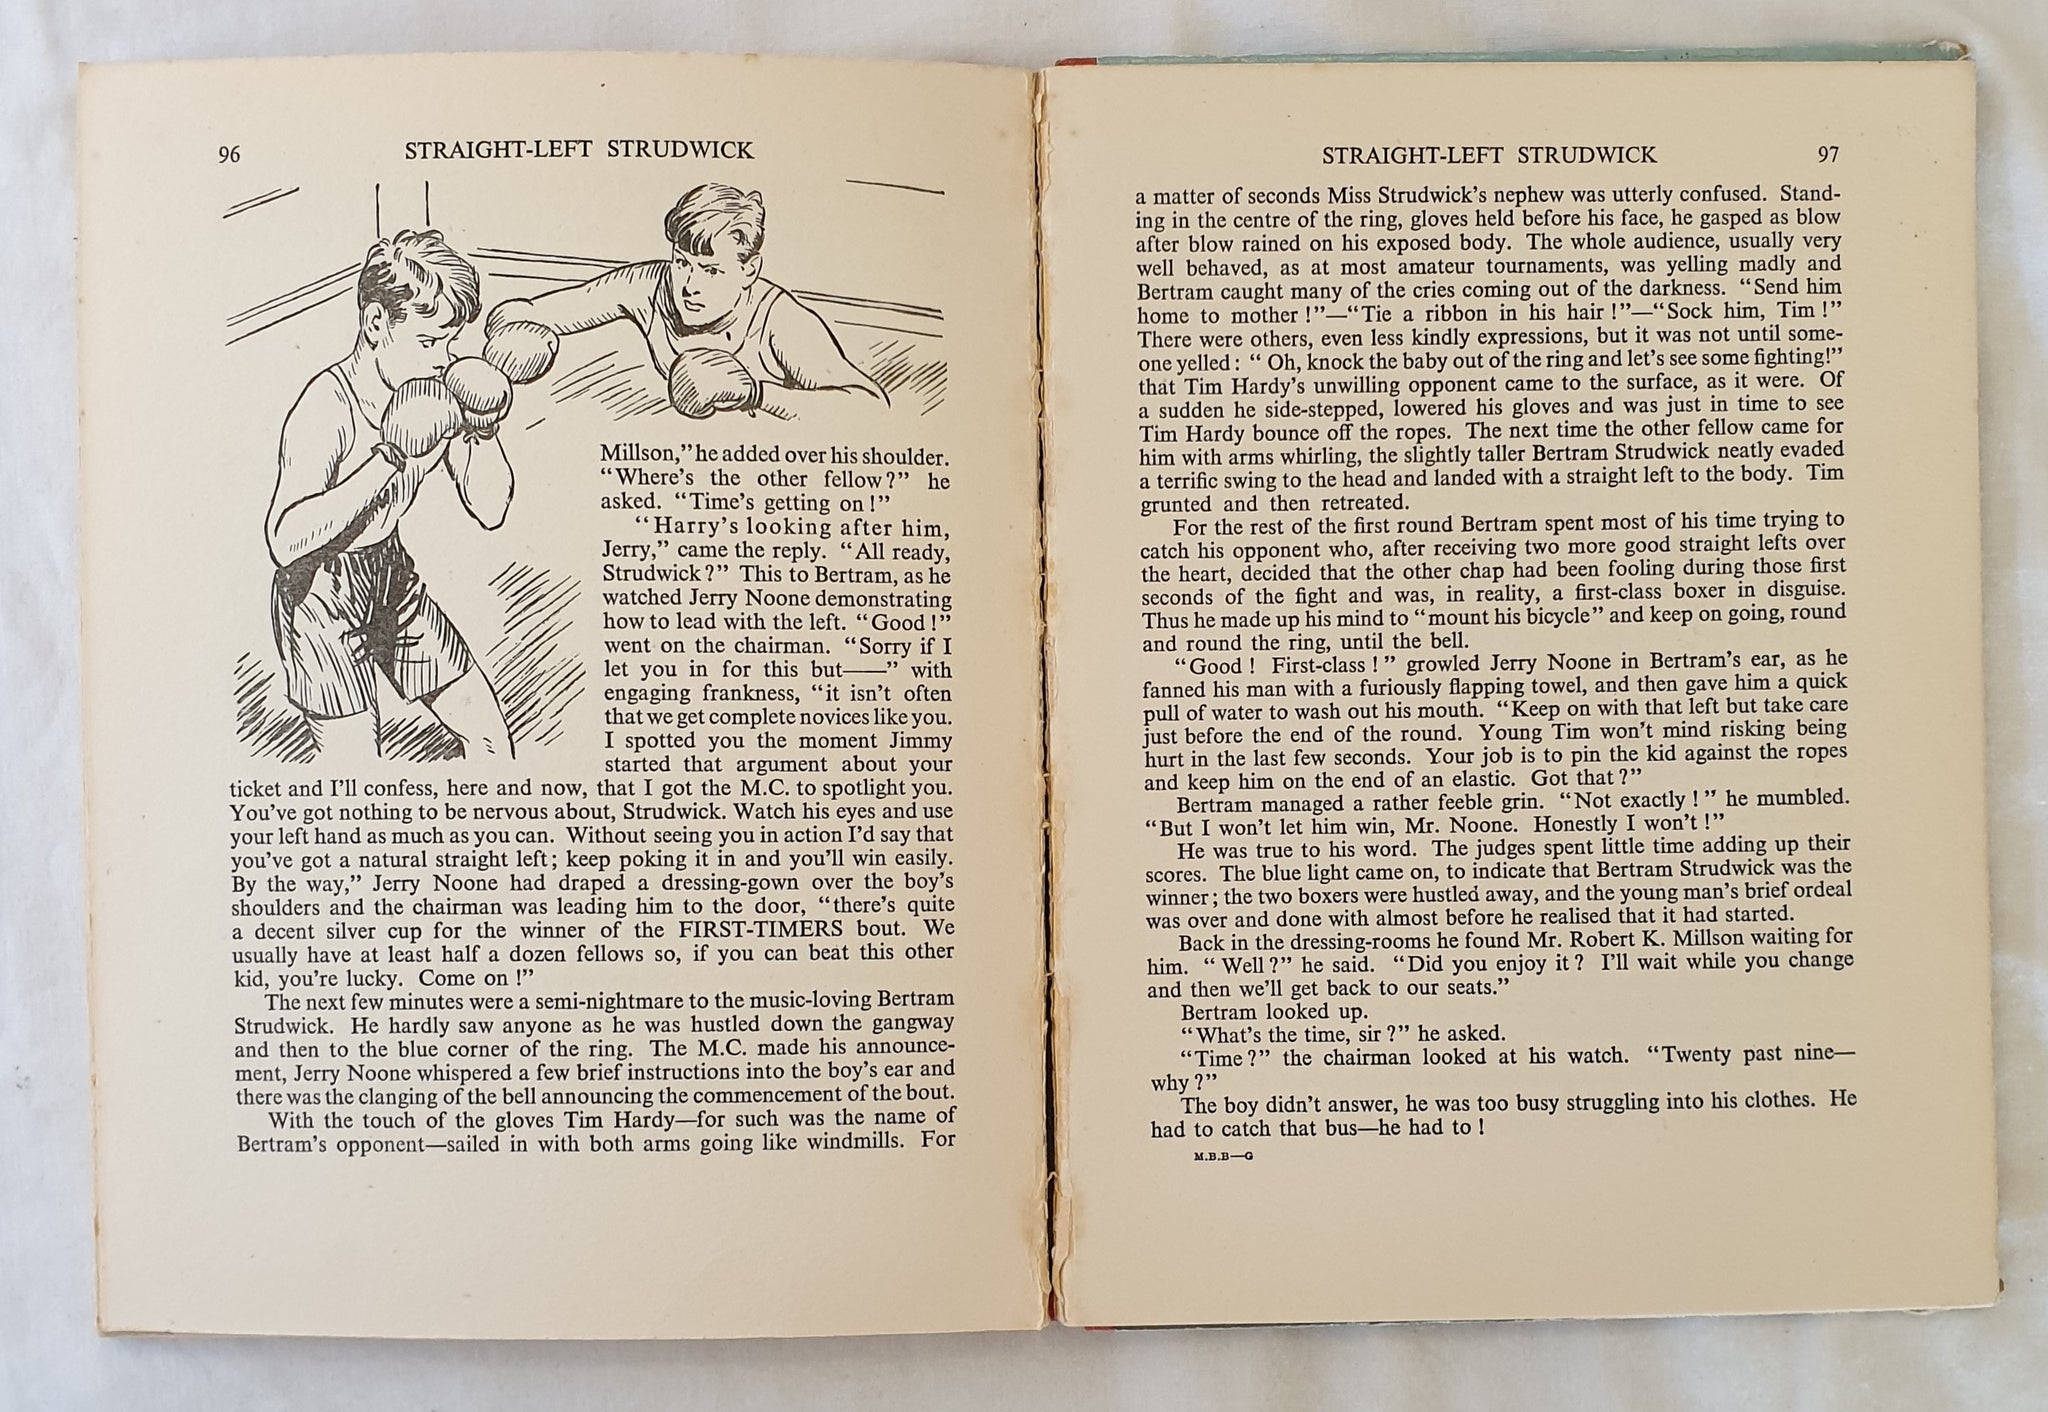 96
STRAIGHT-LEFT STRUDWICK
Millson," he added over his shoulder.
"Where's the other fellow?" he
asked. "Time's getting on!"
"Harry's looking after him,
Jerry," came the reply. "All ready,
Strudwick?" This to Bertram, as he
watched Jerry Noone demonstrating
how to lead with the left. "Good!"
went on the chairman. "Sorry if I
let you in for this but——" with
engaging frankness, "it isn't often
that we get complete novices like you.
I spotted you the moment Jimmy
started that argument about your
ticket and I'll confess, here and now, that I got the M.C. to spotlight you.
You've got nothing to be nervous about, Strudwick. Watch his eyes and use
your left hand as much as you can. Without seeing you in action I'd say that
you've got a natural straight left; keep poking it in and you'll win easily.
By the way," Jerry Noone had draped a dressing-gown over the boy's
shoulders and the chairman was leading him to the door, "there's quite
a decent silver cup for the winner of the FIRST-TIMERS bout. We
usually have at least half a dozen fellows so, if you can beat this other
kid, you're lucky. Come on!"
The next few minutes were a semi-nightmare to the music-loving Bertram
Strudwick. He hardly saw anyone as he was hustled down the gangway
and then to the blue corner of the ring. The M.C. made his announce-
ment, Jerry Noone whispered a few brief instructions into the boy's ear and
there was the clanging of the bell announcing the commencement of the bout.
With the touch of the gloves Tim Hardy—for such was the name of
Bertram's opponent—sailed in with both arms going like windmills. For
STRAIGHT-LEFT STRUDWICK
97
a matter of seconds Miss Strudwick's nephew was utterly confused. Stand-
ing in the centre of the ring, gloves held before his face, he gasped as blow
after blow rained on his exposed body. The whole audience, usually very
well behaved, as at most amateur tournaments, was yelling madly and
Bertram caught many of the cries coming out of the darkness. "Send him
home to mother!"—"Tie a ribbon in his hair!"—"Sock him, Tim!"
There were others, even less kindly expressions, but it was not until some-
one yelled: "Oh, knock the baby out of the ring and let's see some fighting!"
that Tim Hardy's unwilling opponent came to the surface, as it were. Of
a sudden he side-stepped, lowered his gloves and was just in time to see
Tim Hardy bounce off the ropes. The next time the other fellow came for
him with arms whirling, the slightly taller Bertram Strudwick neatly evaded
a terrific swing to the head and landed with a straight left to the body. Tim
grunted and then retreated.
For the rest of the first round Bertram spent most of his time trying to
catch his opponent who, after receiving two more good straight lefts over
the heart, decided that the other chap had been fooling during those first
seconds of the fight and was, in reality, a first-class boxer in disguise.
Thus he made up his mind to "mount his bicycle" and keep on going, round
and round the ring, until the bell.
"Good! First-class!" growled Jerry Noone in Bertram's ear, as he
fanned his man with a furiously flapping towel, and then gave him a quick
pull of water to wash out his mouth. "Keep on with that left but take care
just before the end of the round. Young Tim won't mind risking being
hurt in the last few seconds. Your job is to pin the kid against the ropes
and keep him on the end of an elastic. Got that?"
Bertram managed a rather feeble grin. "Not exactly!" he mumbled.
"But I won't let him win, Mr. Noone. Honestly I won't!"
He was true to his word. The judges spent little time adding up their
scores. The blue light came on, to indicate that Bertram Strudwick was the
winner; the two boxers were hustled away, and the young man's brief ordeal
was over and done with almost before he realised that it had started.
Back in the dressing-rooms he found Mr. Robert K. Millson waiting for
him. "Well?" he said. "Did you enjoy it? I'll wait while you change
and then we'll get back to our seats."
Bertram looked up.
"What's the time, sir?" he asked.
"Time?" the chairman looked at his watch. "Twenty past nine—
why?"
The boy didn't answer, he was too busy struggling into his clothes. He
had to catch that bus—he had to!
M.B.B—G